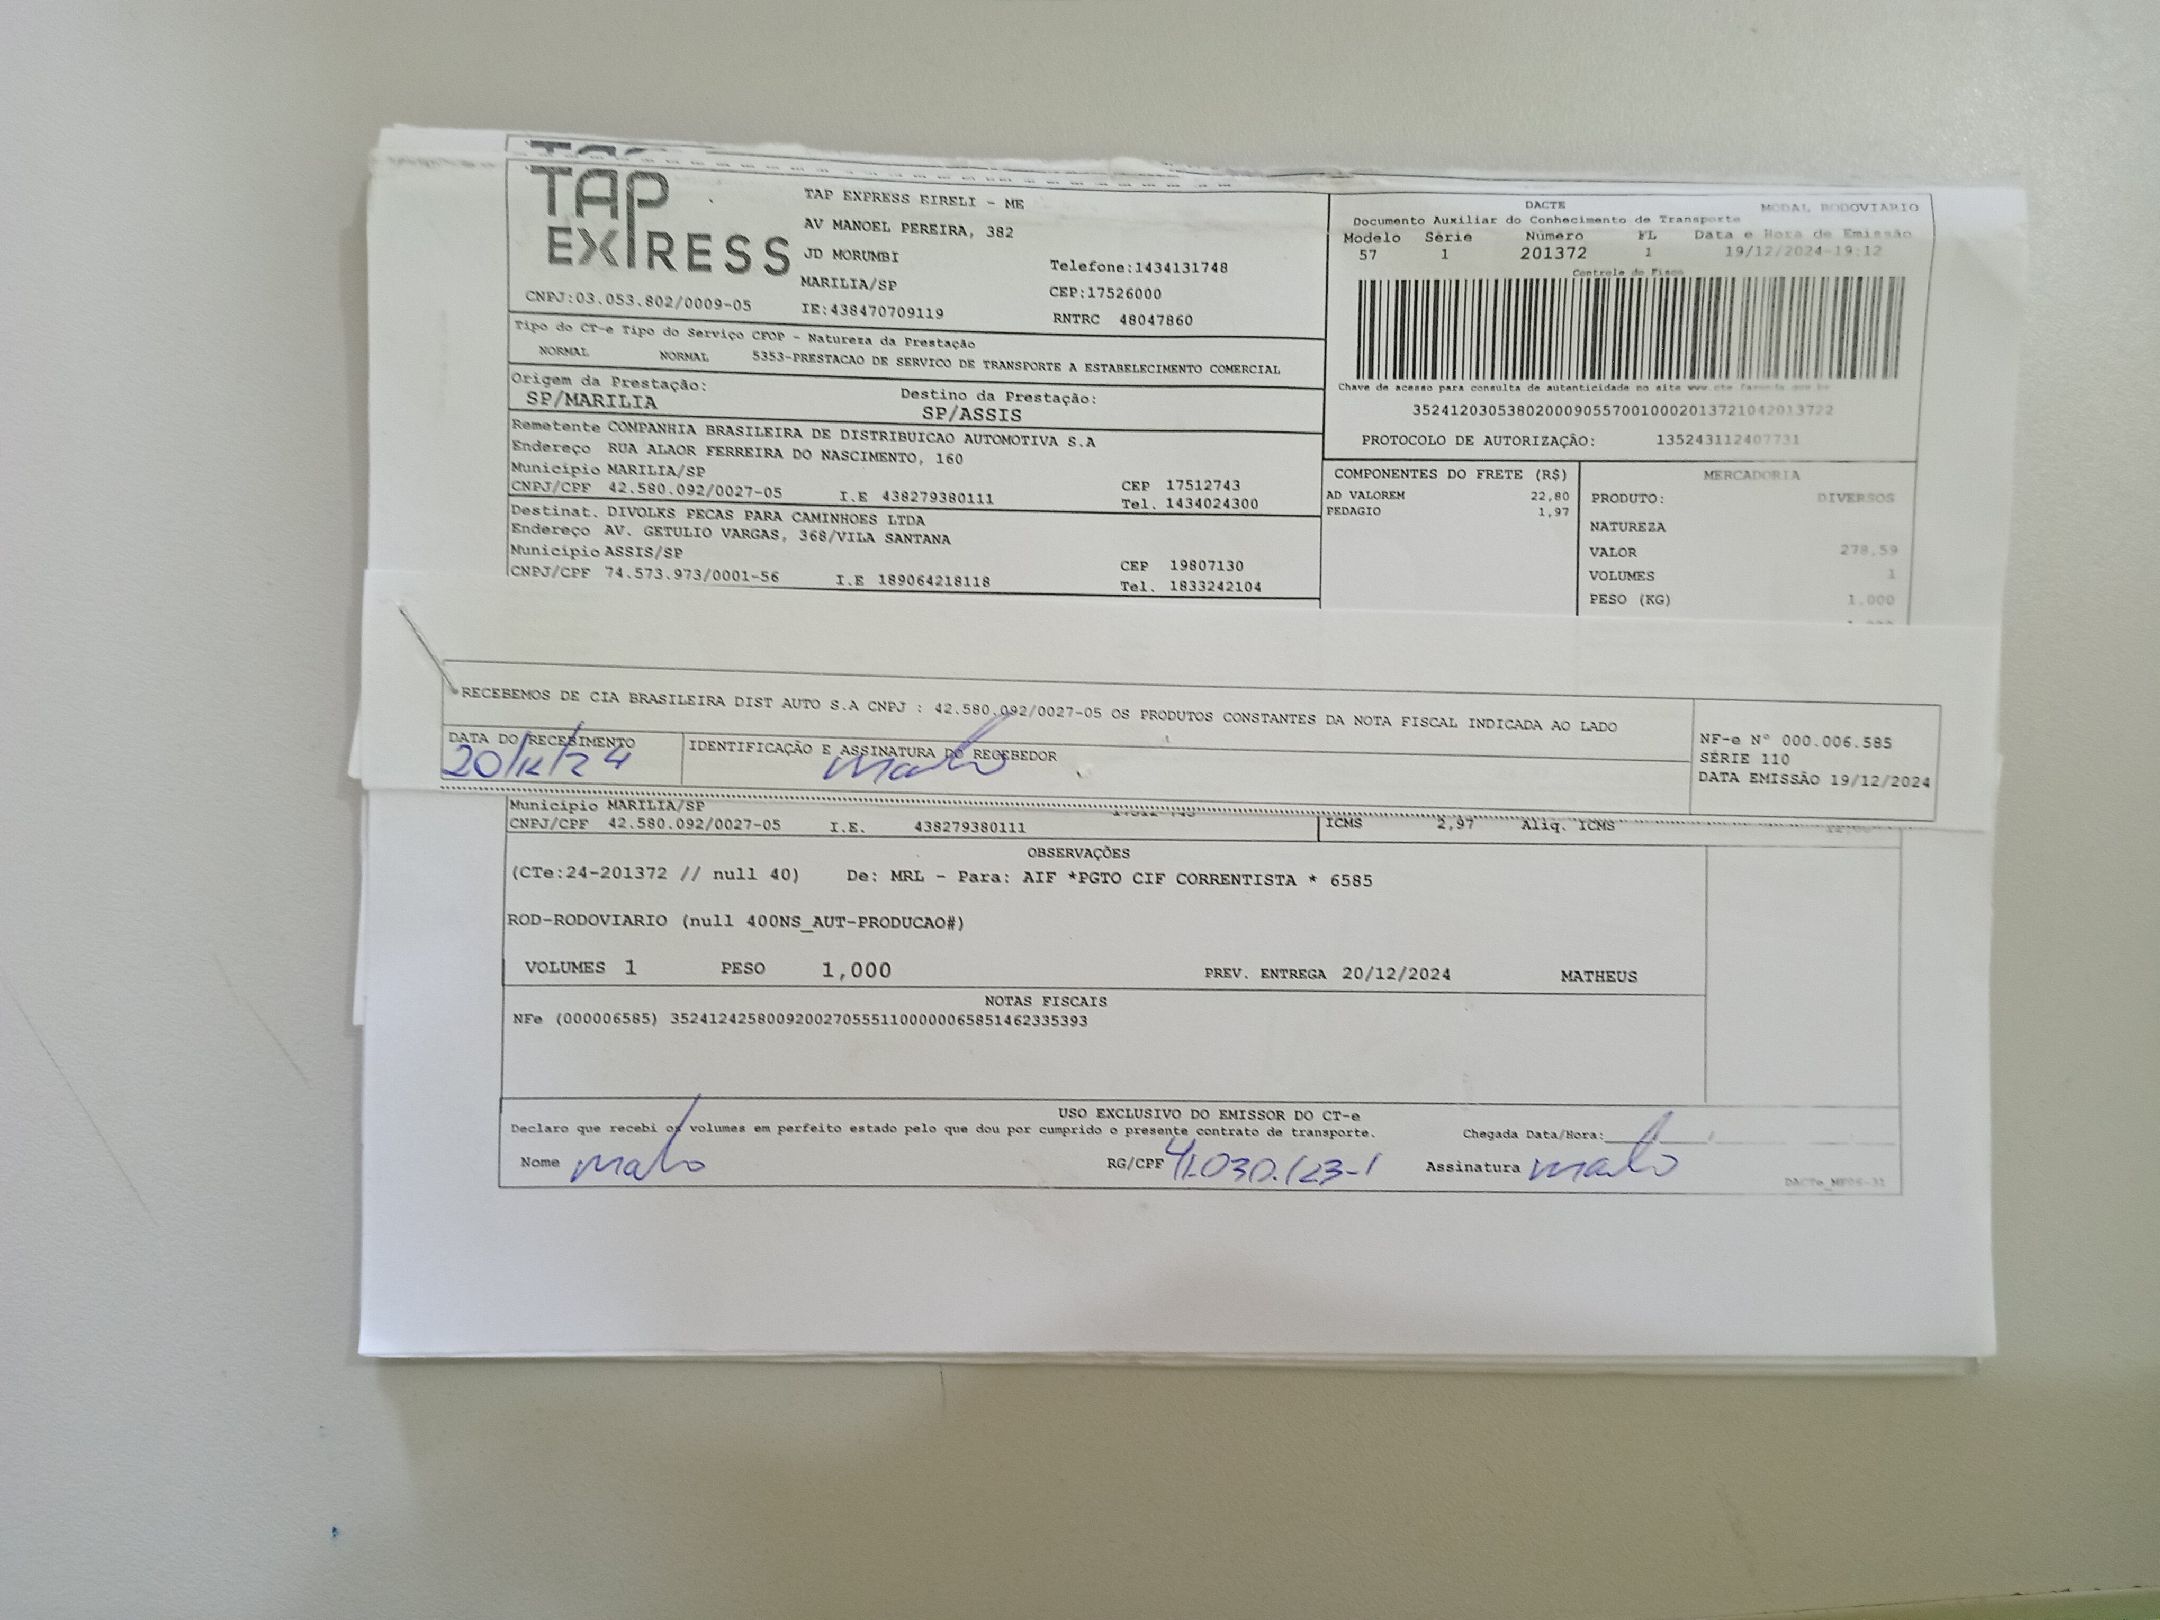 TAP EXPRESS
TAP EXPRESS EIRELI - ME
AV MANOEL PEREIRA, 382
JD MORUMBI
MARILIA/SP
IE:438470709119
Telefone:1434131748
CEP:17526000
RNTRC 48047860
CNPJ:03.053.802/0009-05
DACTE MODAL RODOVIARIO
Documento Auxiliar do Conhecimento de Transporte
Modelo Série Número FL Data e Hora de Emissão
57 1 201372 1 19/12/2024-19:12
Controle do Fisco
Chave de acesso para consulta de autenticidade no site www.cte.fazenda.gov.br
35241203053802000905570010002013721042013722
PROTOCOLO DE AUTORIZAÇÃO: 135243112407731
Tipo do CT-e Tipo do Serviço CFOP - Natureza da Prestação
NORMAL NORMAL 5353-PRESTACAO DE SERVICO DE TRANSPORTE A ESTABELECIMENTO COMERCIAL
Origem da Prestação: Destino da Prestação:
SP/MARILIA SP/ASSIS
Remetente COMPANHIA BRASILEIRA DE DISTRIBUICAO AUTOMOTIVA S.A
Endereço RUA ALAOR FERREIRA DO NASCIMENTO, 160
Município MARILIA/SP CEP 17512743
CNPJ/CPF 42.580.092/0027-05 I.E 438279380111 Tel. 1434024300
Destinat. DIVOLKS PECAS PARA CAMINHOES LTDA
Endereço AV. GETULIO VARGAS, 368/VILA SANTANA
Município ASSIS/SP CEP 19807130
CNPJ/CPF 74.573.973/0001-56 I.E 189064218118 Tel. 1833242104
COMPONENTES DO FRETE (R$)
AD VALOREM 22,80
PEDAGIO 1,97
MERCADORIA
PRODUTO: DIVERSOS
NATUREZA
VALOR 278,59
VOLUMES 1
PESO (KG) 1,000
RECEBEMOS DE CIA BRASILEIRA DIST AUTO S.A CNPJ : 42.580.092/0027-05 OS PRODUTOS CONSTANTES DA NOTA FISCAL INDICADA AO LADO
DATA DO RECEBIMENTO IDENTIFICAÇÃO E ASSINATURA DO RECEBEDOR
20/12/24
NF-e N° 000.006.585
SÉRIE 110
DATA EMISSÃO 19/12/2024
Município MARILIA/SP
CNPJ/CPF 42.580.092/0027-05 I.E. 438279380111 ICMS 2,97 Aliq. ICMS
OBSERVAÇÕES
(CTe:24-201372 // null 40) De: MRL - Para: AIF *PGTO CIF CORRENTISTA * 6585
ROD-RODOVIARIO (null 400NS_AUT-PRODUCAO#)
VOLUMES 1 PESO 1,000 PREV. ENTREGA 20/12/2024 MATHEUS
NOTAS FISCAIS
NFe (000006585) 35241242580092002705551100000065851462335393
USO EXCLUSIVO DO EMISSOR DO CT-e
Declaro que recebi os volumes em perfeito estado pelo que dou por cumprido o presente contrato de transporte. Chegada Data/Hora:
Nome RG/CPF 41.030.123-1 Assinatura